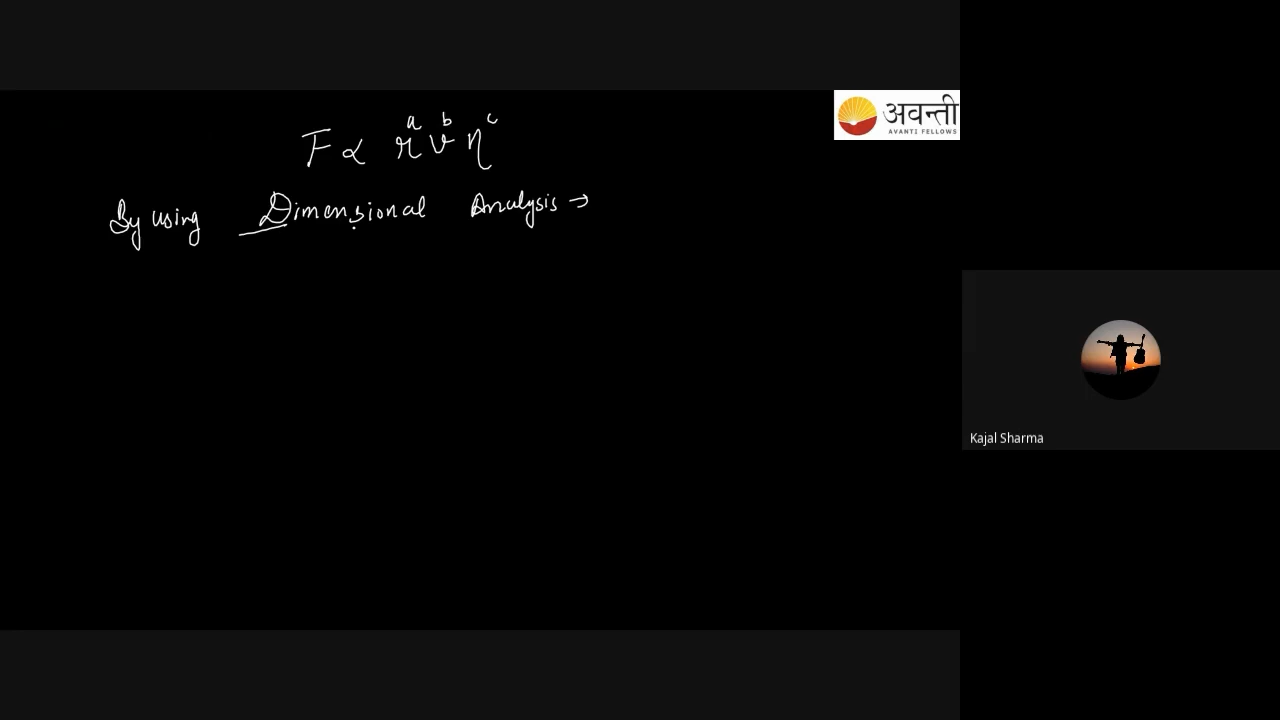 अवन्ती
AVANTI FELLOWS
F ∝ r^a v^b η^c
By using Dimensional Analysis →
Kajal Sharma